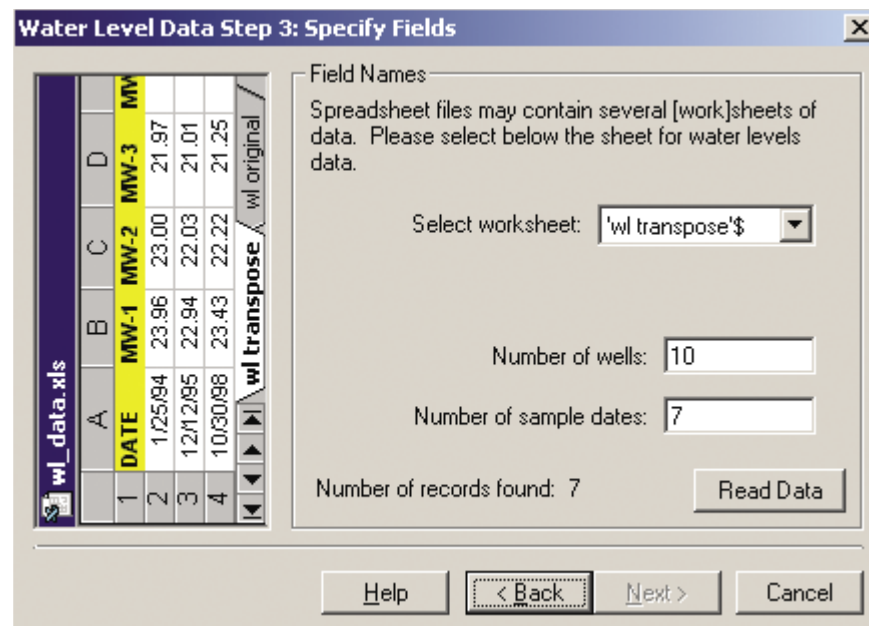 Water Level Data Step 3: Specify Fields
wl_data.xls
A B C D
1 DATE MW-1 MW-2 MW-3 MW
2 1/25/94 23.96 23.00 21.97
3 12/12/95 22.94 22.03 21.01
4 10/30/98 23.43 22.22 21.25
wl transpose wl original
Field Names
Spreadsheet files may contain several [work]sheets of
data. Please select below the sheet for water levels
data.
Select worksheet: 'wl transpose'$
Number of wells: 10
Number of sample dates: 7
Number of records found: 7 Read Data
Help < Back Next > Cancel